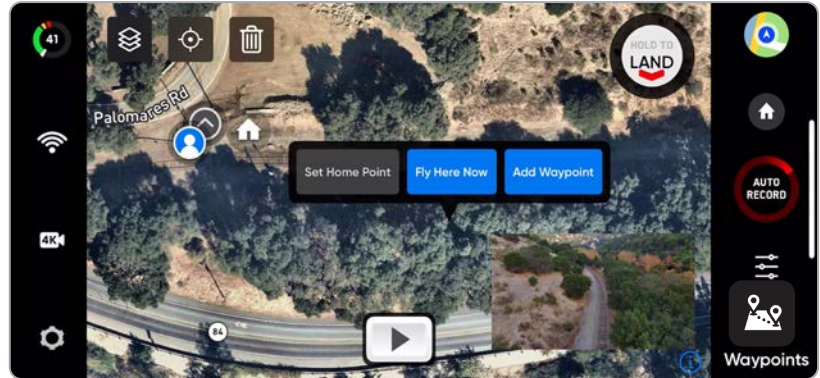 41
HOLD TO
LAND
Palomares Rd
Set Home Point
Fly Here Now
Add Waypoint
AUTO
RECORD
4K
84
Waypoints